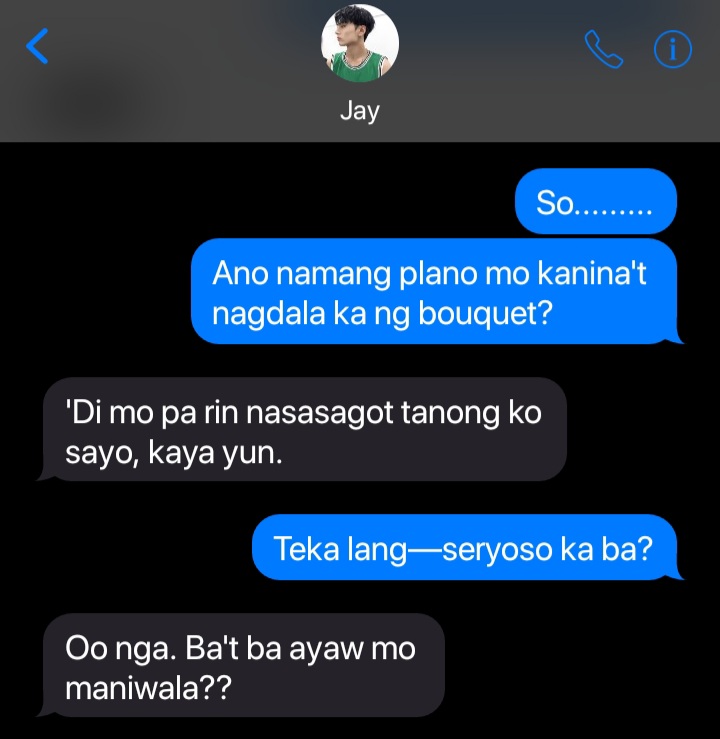 Jay
So.........
Ano namang plano mo kanina't
nagdala ka ng bouquet?
'Di mo pa rin nasasagot tanong ko
sayo, kaya yun.
Teka lang—seryoso ka ba?
Oo nga. Ba't ba ayaw mo
maniwala??